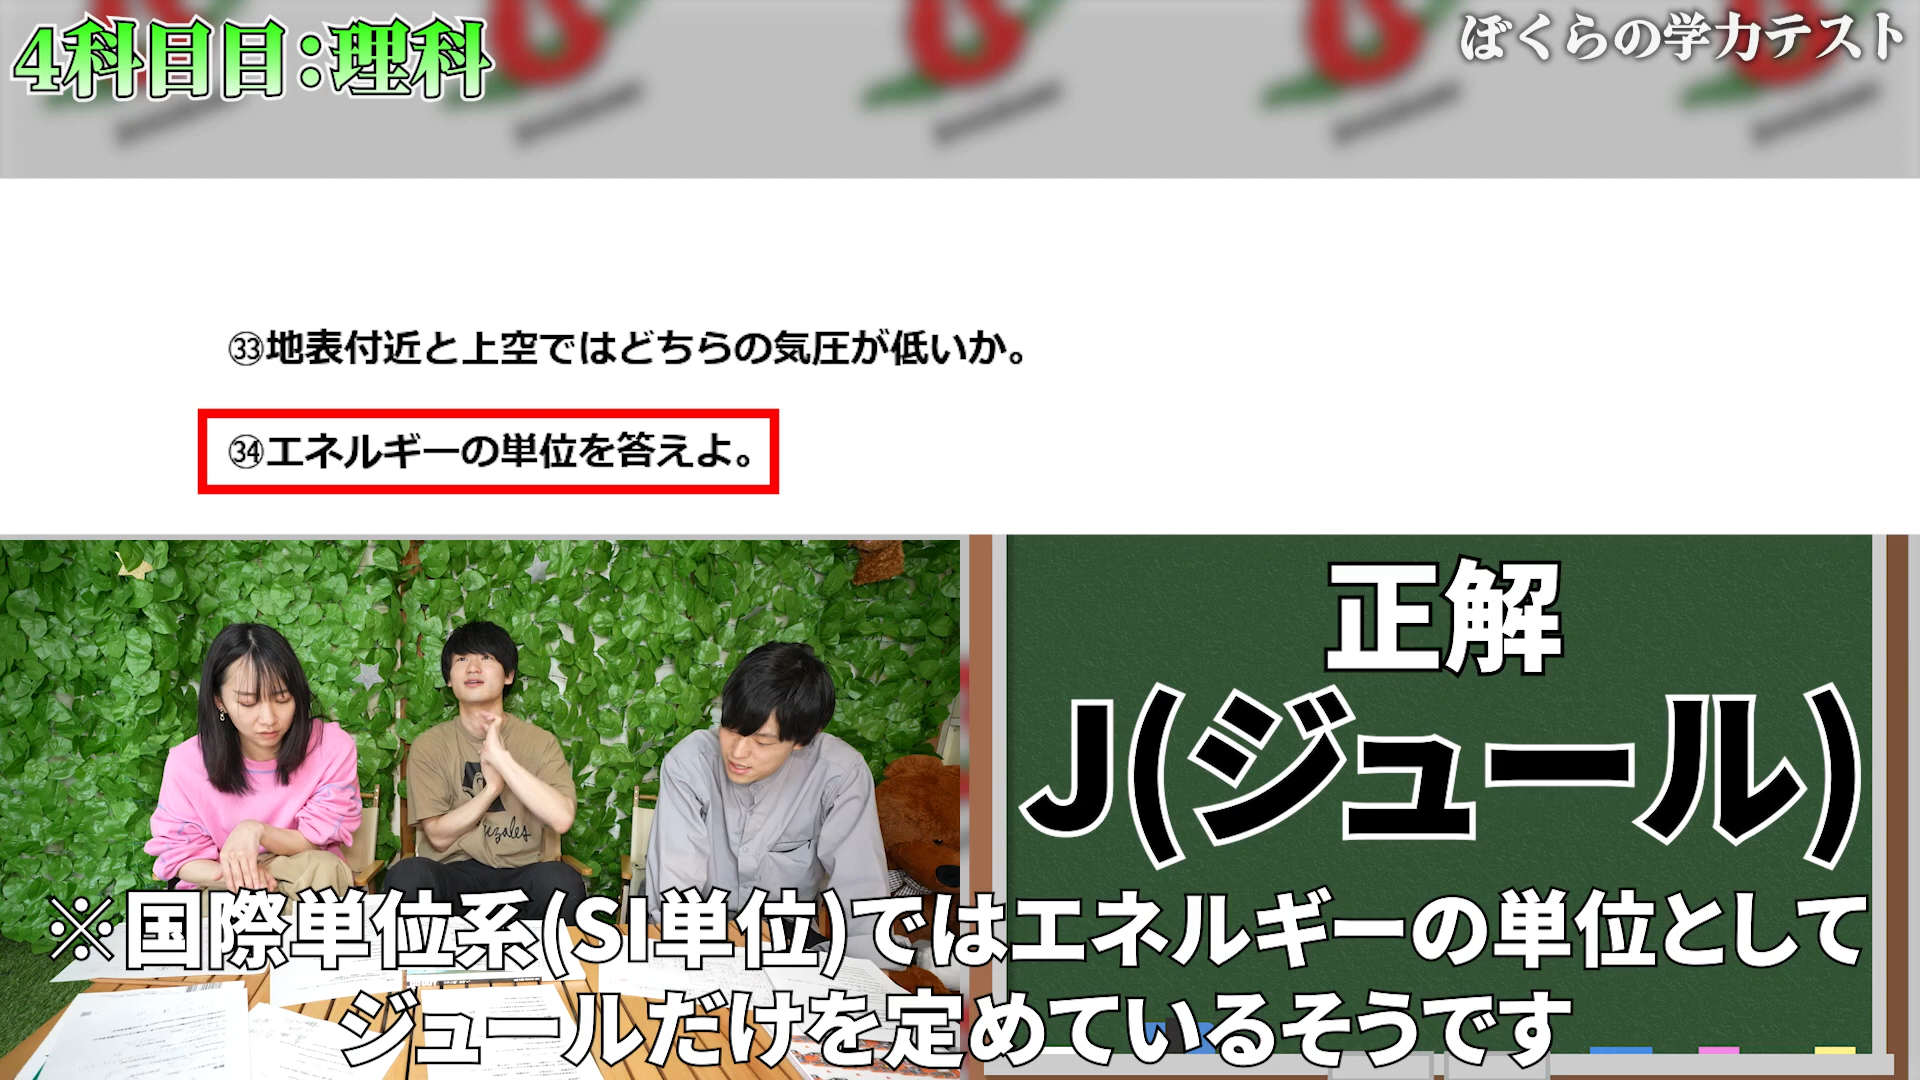 4科目目：理科
ぼくらの学力テスト
㉝地表付近と上空ではどちらの気圧が低いか。
㉞エネルギーの単位を答えよ。
正解
J(ジュール)
※国際単位系(SI単位)ではエネルギーの単位として
ジュールだけを定めているそうです